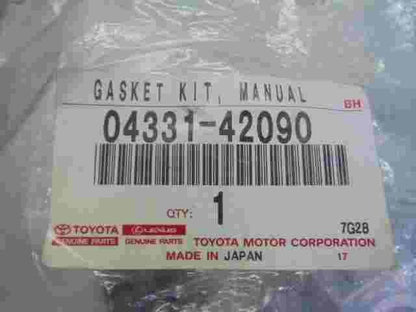 GASKET KIT, MANUAL
BH
04331-42090
QTY: 1
7G28
TOYOTA LEXUS
GENUINE PARTS GENUINE PARTS TOYOTA MOTOR CORPORATION
MADE IN JAPAN 17